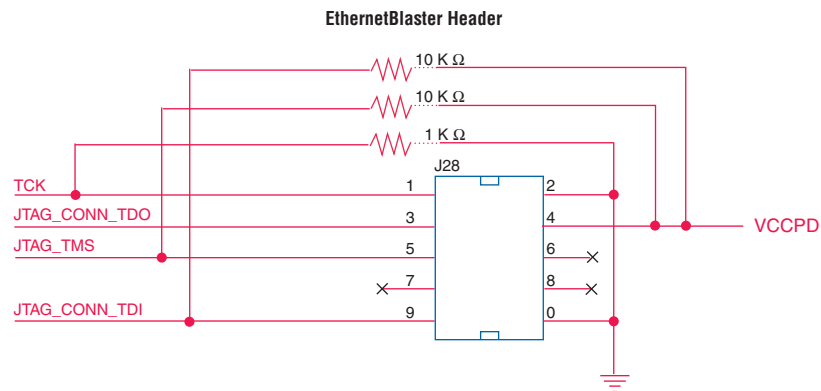 EthernetBlaster Header
10 K Ω
10 K Ω
1 K Ω
J28
TCK 1 2
JTAG_CONN_TDO 3 4 VCCPD
JTAG_TMS 5 6
7 8
JTAG_CONN_TDI 9 0